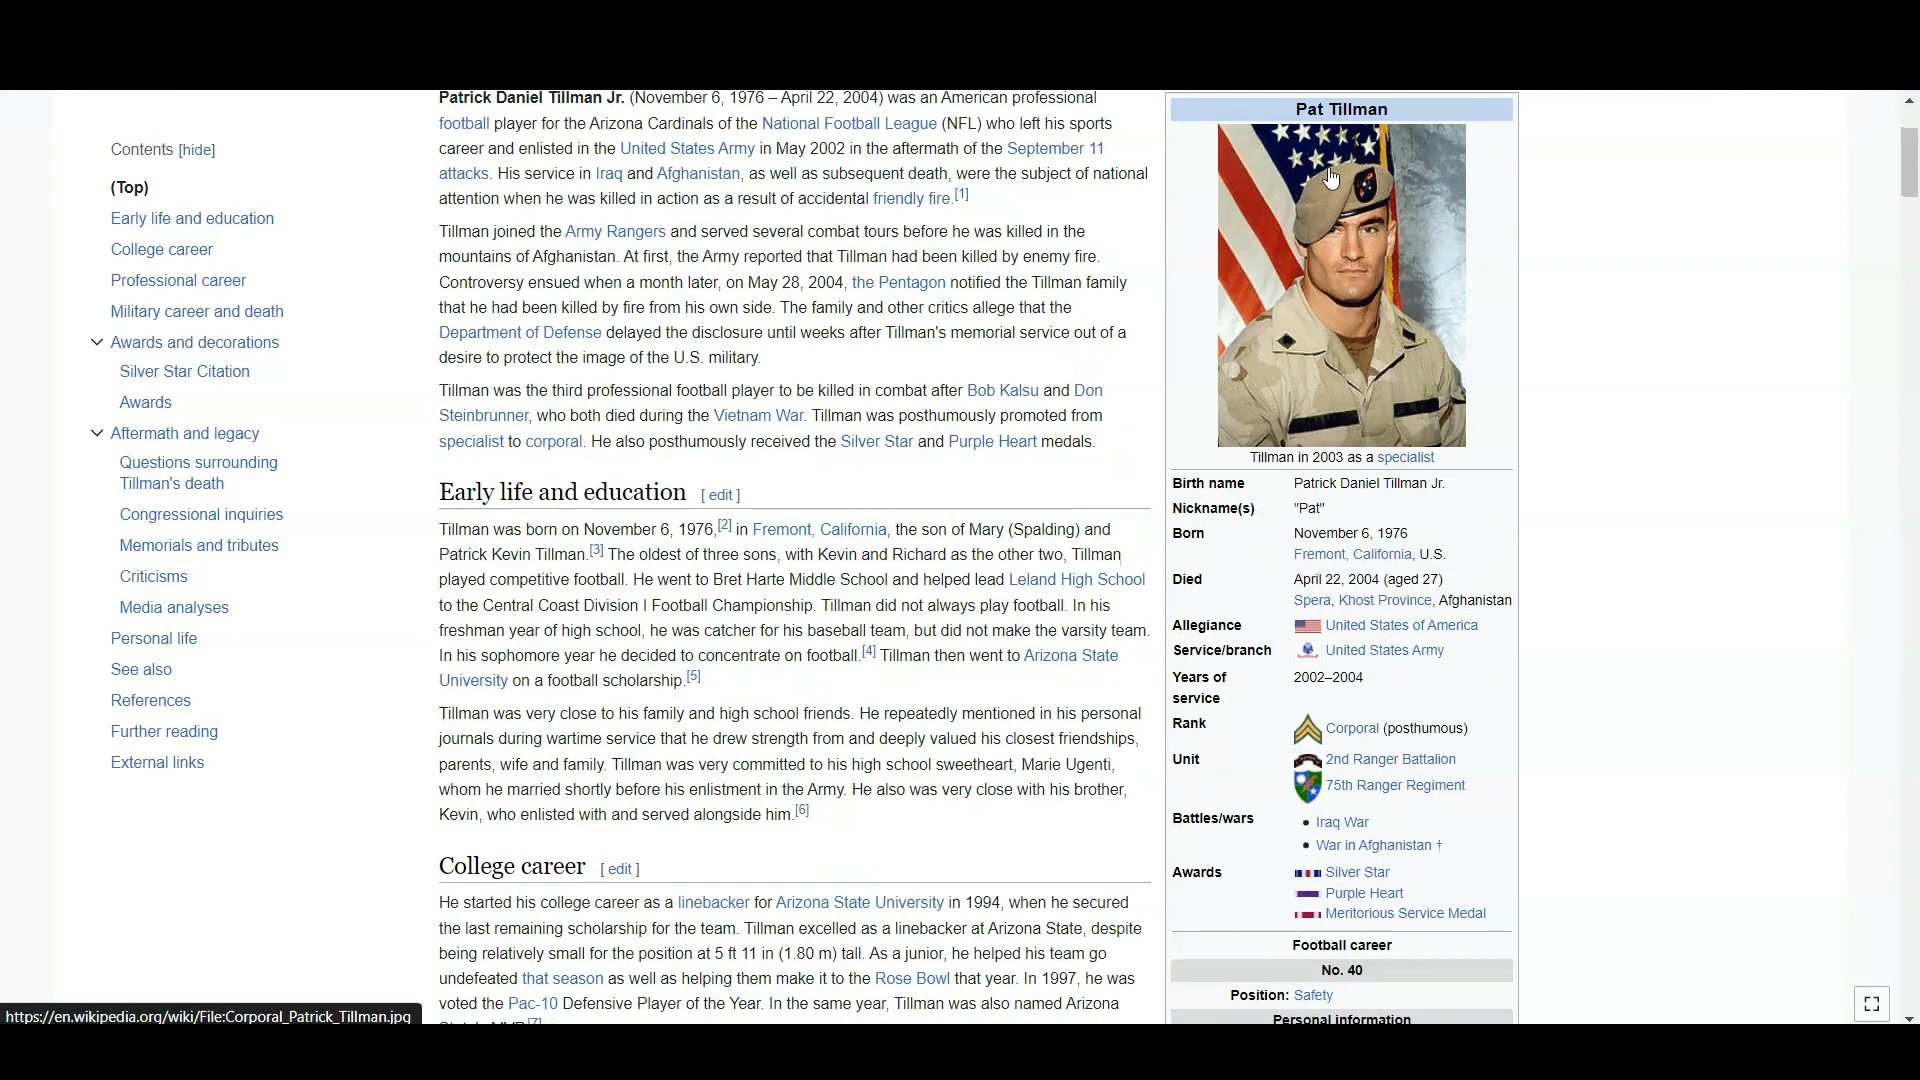 Patrick Daniel Tillman Jr. (November 6, 1976 – April 22, 2004) was an American professional
football player for the Arizona Cardinals of the National Football League (NFL) who left his sports
career and enlisted in the United States Army in May 2002 in the aftermath of the September 11
attacks. His service in Iraq and Afghanistan, as well as subsequent death, were the subject of national
attention when he was killed in action as a result of accidental friendly fire.[1]
Tillman joined the Army Rangers and served several combat tours before he was killed in the
mountains of Afghanistan. At first, the Army reported that Tillman had been killed by enemy fire.
Controversy ensued when a month later, on May 28, 2004, the Pentagon notified the Tillman family
that he had been killed by fire from his own side. The family and other critics allege that the
Department of Defense delayed the disclosure until weeks after Tillman's memorial service out of a
desire to protect the image of the U.S. military.
Tillman was the third professional football player to be killed in combat after Bob Kalsu and Don
Steinbrunner, who both died during the Vietnam War. Tillman was posthumously promoted from
specialist to corporal. He also posthumously received the Silver Star and Purple Heart medals.
Early life and education [ edit ]
Tillman was born on November 6, 1976,[2] in Fremont, California, the son of Mary (Spalding) and
Patrick Kevin Tillman.[3] The oldest of three sons, with Kevin and Richard as the other two, Tillman
played competitive football. He went to Bret Harte Middle School and helped lead Leland High School
to the Central Coast Division I Football Championship. Tillman did not always play football. In his
freshman year of high school, he was catcher for his baseball team, but did not make the varsity team.
In his sophomore year he decided to concentrate on football.[4] Tillman then went to Arizona State
University on a football scholarship.[5]
Tillman was very close to his family and high school friends. He repeatedly mentioned in his personal
journals during wartime service that he drew strength from and deeply valued his closest friendships,
parents, wife and family. Tillman was very committed to his high school sweetheart, Marie Ugenti,
whom he married shortly before his enlistment in the Army. He also was very close with his brother,
Kevin, who enlisted with and served alongside him.[6]
College career [ edit ]
He started his college career as a linebacker for Arizona State University in 1994, when he secured
the last remaining scholarship for the team. Tillman excelled as a linebacker at Arizona State, despite
being relatively small for the position at 5 ft 11 in (1.80 m) tall. As a junior, he helped his team go
undefeated that season as well as helping them make it to the Rose Bowl that year. In 1997, he was
voted the Pac-10 Defensive Player of the Year. In the same year, Tillman was also named Arizona
Contents [hide]
(Top)
Early life and education
College career
Professional career
Military career and death
Awards and decorations
Silver Star Citation
Awards
Aftermath and legacy
Questions surrounding
Tillman's death
Congressional inquiries
Memorials and tributes
Criticisms
Media analyses
Personal life
See also
References
Further reading
External links
Pat Tillman
Tillman in 2003 as a specialist
Birth name Patrick Daniel Tillman Jr.
Nickname(s) "Pat"
Born November 6, 1976
Fremont, California, U.S.
Died April 22, 2004 (aged 27)
Spera, Khost Province, Afghanistan
Allegiance United States of America
Service/branch United States Army
Years of 2002–2004
service
Rank Corporal (posthumous)
Unit 2nd Ranger Battalion
75th Ranger Regiment
Battles/wars • Iraq War
• War in Afghanistan †
Awards Silver Star
Purple Heart
Meritorious Service Medal
Football career
No. 40
Position: Safety
Personal information
https://en.wikipedia.org/wiki/File:Corporal_Patrick_Tillman.jpg